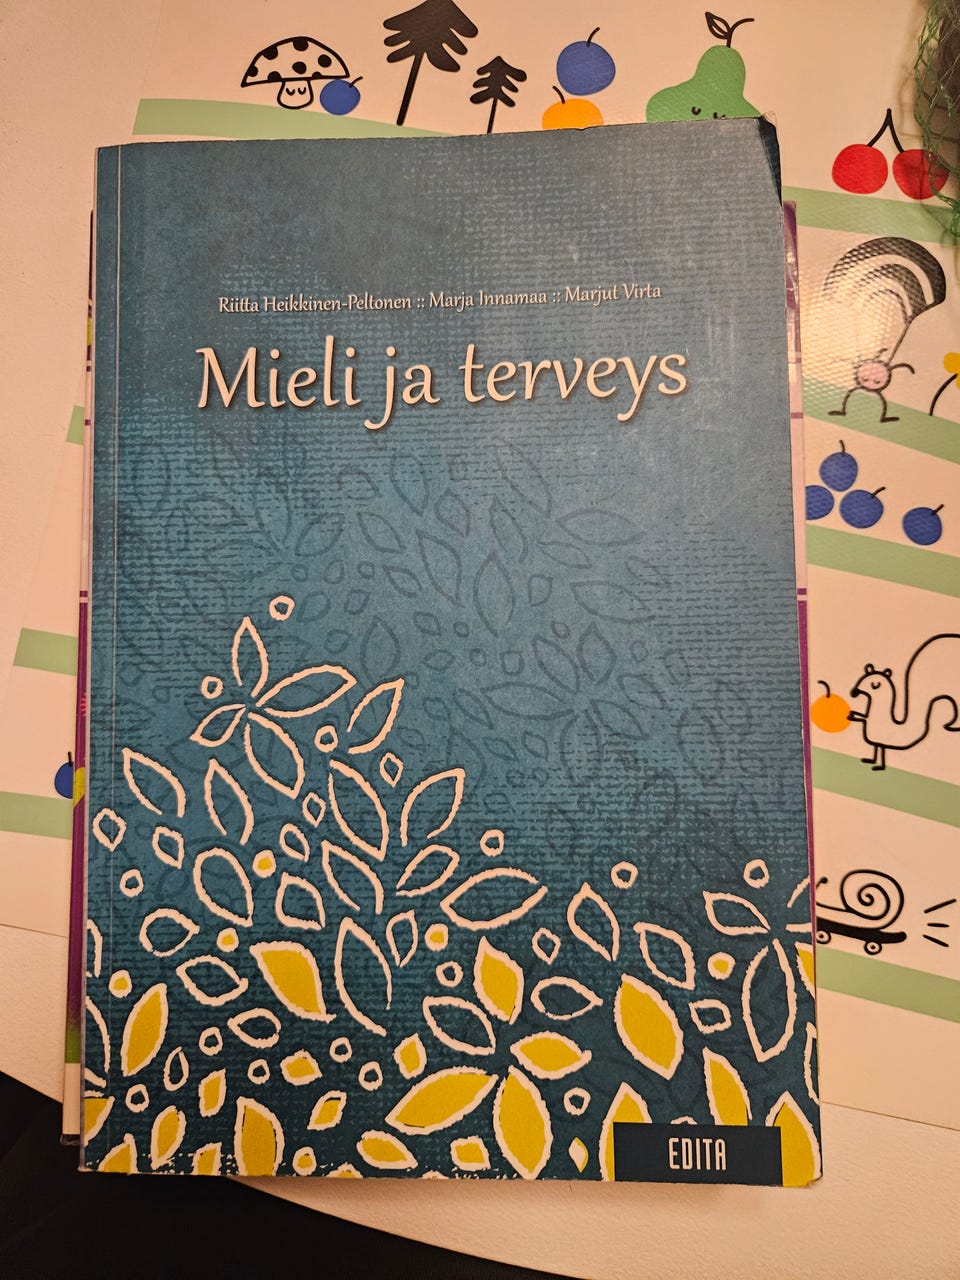 Riitta Heikkinen-Peltonen :: Marja Innamaa :: Marjut Virta
Mieli ja terveys
EDITA